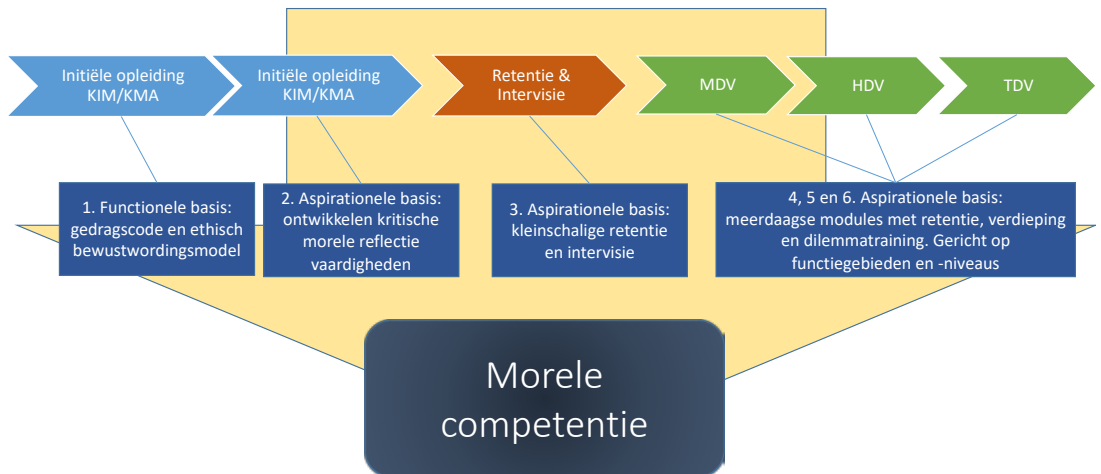 Initiële opleiding
KIM/KMA
Initiële opleiding
KIM/KMA
Retentie &
Intervisie
MDV
HDV
TDV
1. Functionele basis:
gedragscode en ethisch
bewustwordingsmodel
2. Aspirationele basis:
ontwikkelen kritische
morele reflectie
vaardigheden
3. Aspirationele basis:
kleinschalige retentie
en intervisie
4, 5 en 6. Aspirationele basis:
meerdaagse modules met retentie, verdieping
en dilemmatraining. Gericht op
functiegebieden en -niveaus
Morele
competentie